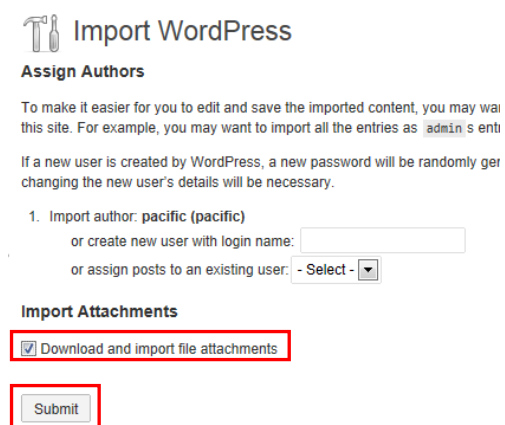 Import WordPress
Assign Authors
To make it easier for you to edit and save the imported content, you may
this site. For example, you may want to import all the entries as admin s
If a new user is created by WordPress, a new password will be randomly
changing the new user's details will be necessary.
1. Import author: pacific (pacific)
or create new user with login name:
or assign posts to an existing user: - Select -
Import Attachments
Download and import file attachments
Submit